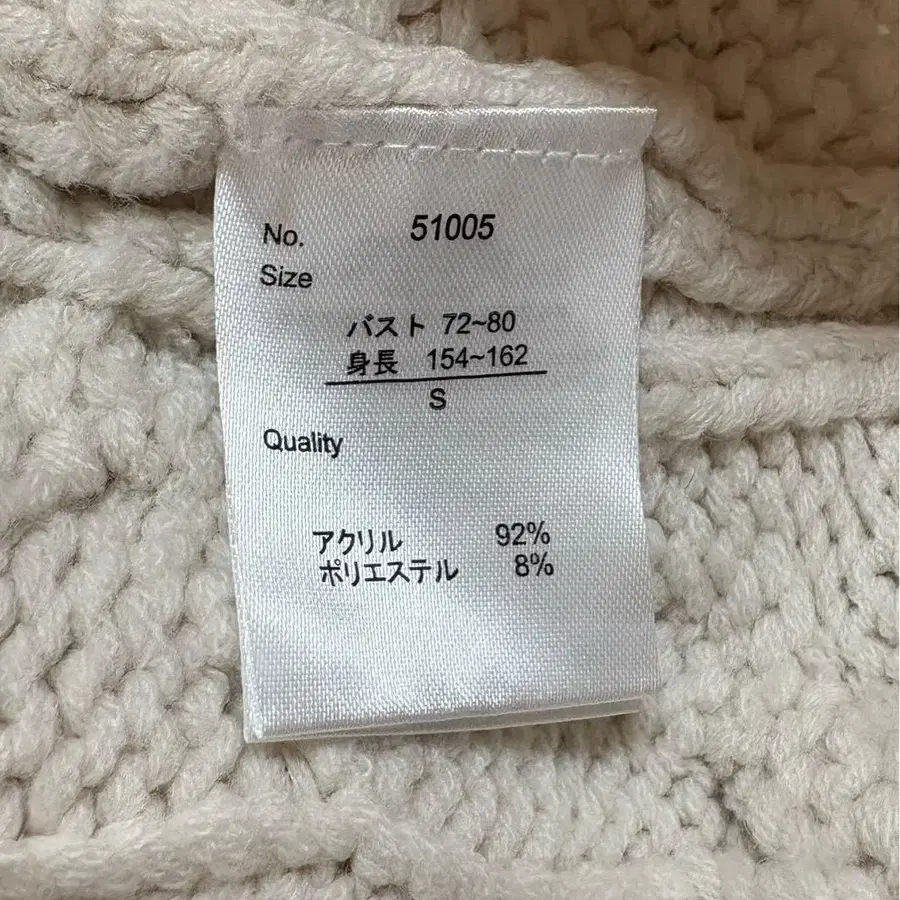 No. 51005
Size
バスト 72~80
身長 154~162
S
Quality
アクリル 92%
ポリエステル 8%